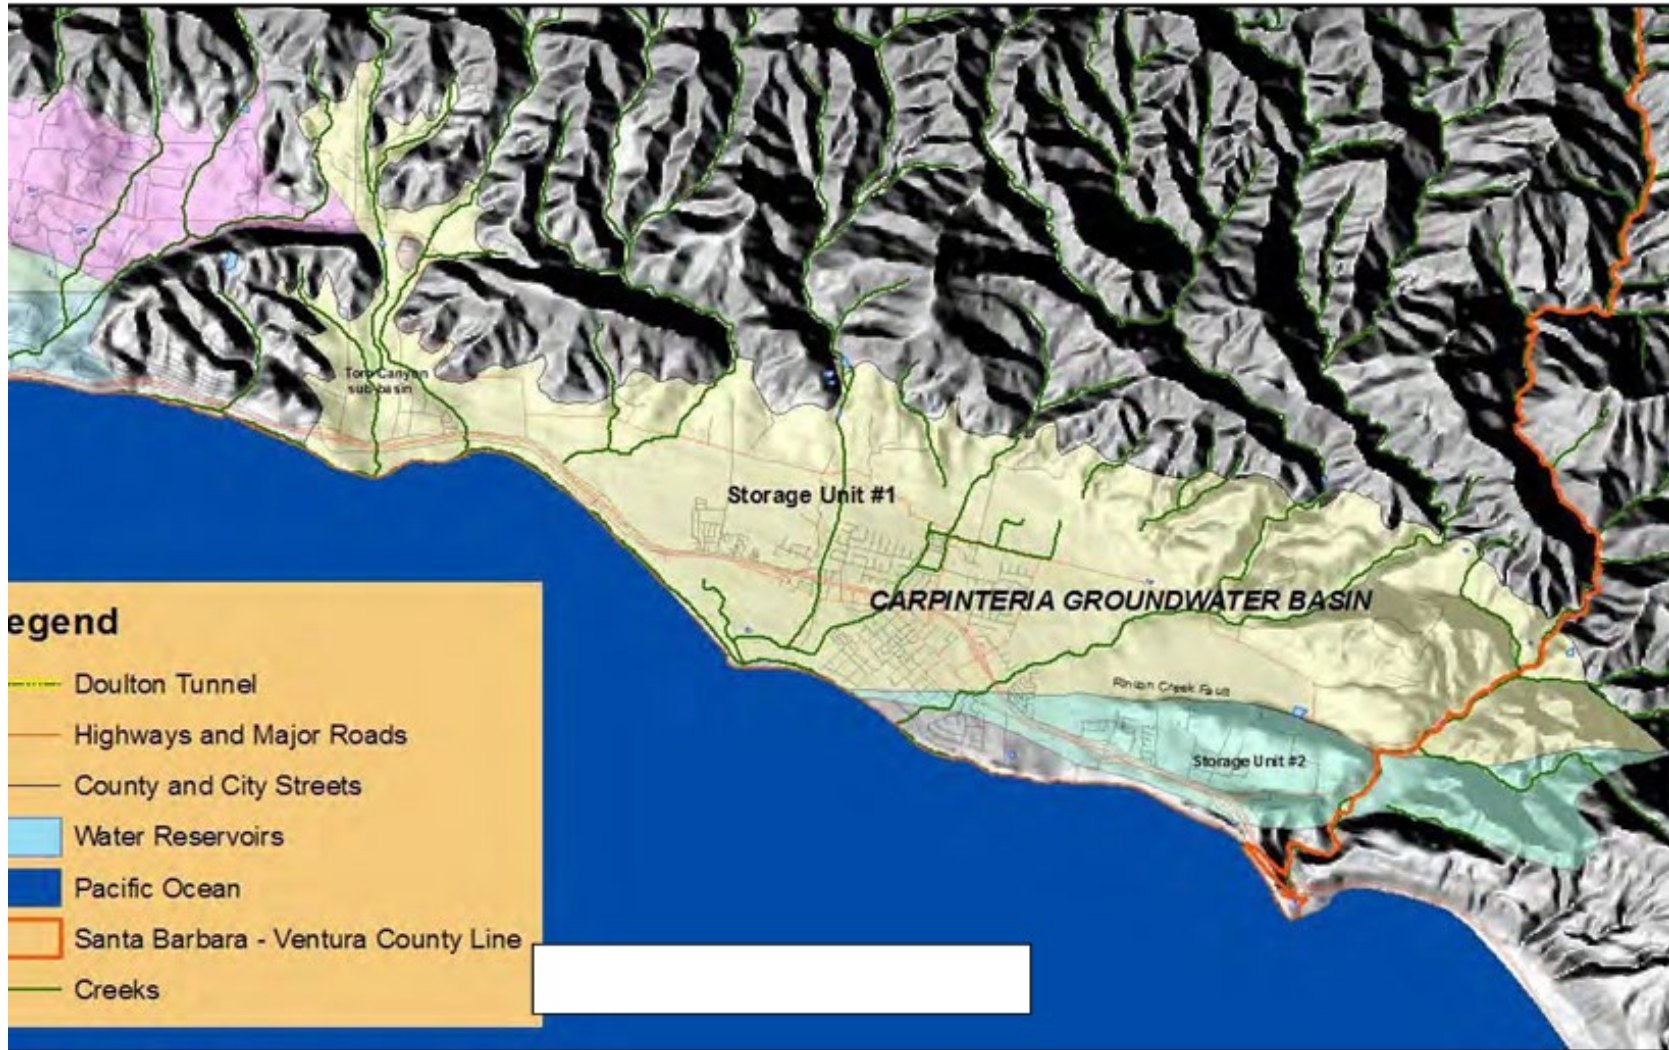 Toro Canyon
sub-basin
Storage Unit #1
CARPINTERIA GROUNDWATER BASIN
Rincon Creek Fault
Storage Unit #2
egend
Doulton Tunnel
Highways and Major Roads
County and City Streets
Water Reservoirs
Pacific Ocean
Santa Barbara - Ventura County Line
Creeks